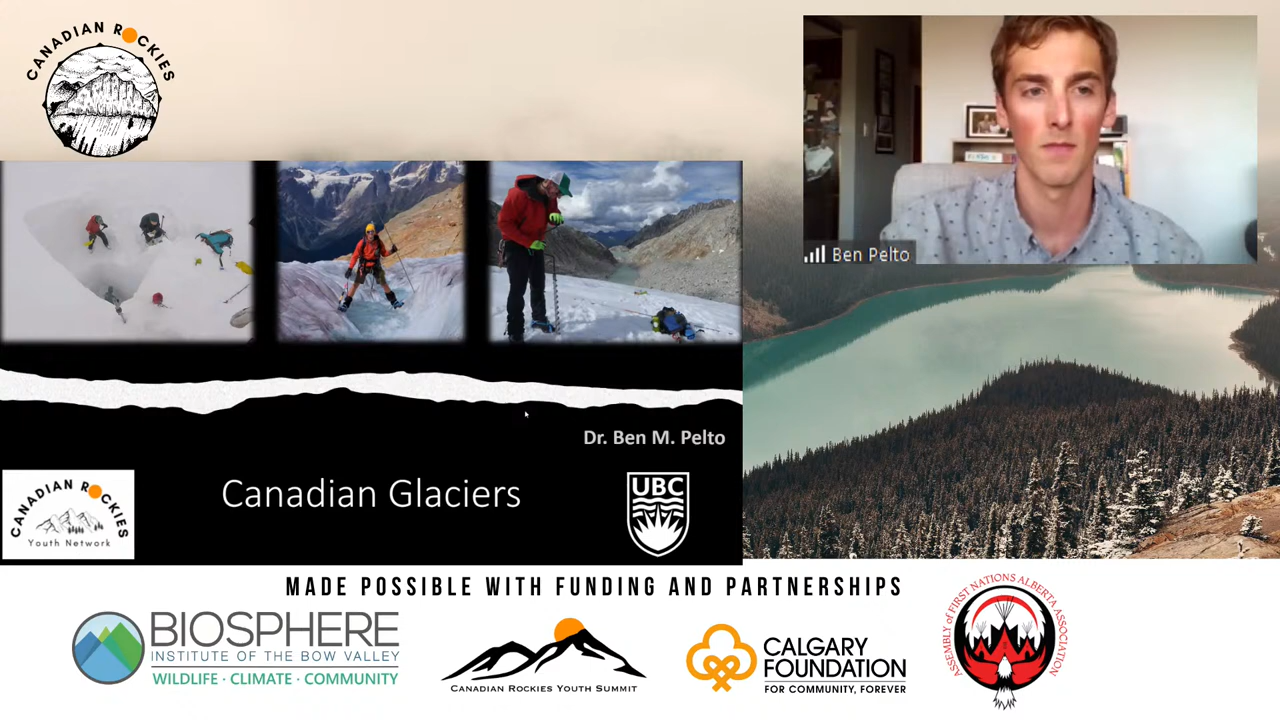 CANADIAN ROCKIES
Ben Pelto
Dr. Ben M. Pelto
Canadian Glaciers
CANADIAN ROCKIES
Youth Network
UBC
MADE POSSIBLE WITH FUNDING AND PARTNERSHIPS
BIOSPHERE
INSTITUTE OF THE BOW VALLEY
WILDLIFE · CLIMATE · COMMUNITY
CANADIAN ROCKIES YOUTH SUMMIT
CALGARY
FOUNDATION
FOR COMMUNITY, FOREVER
ASSEMBLY of FIRST NATIONS ALBERTA ASSOCIATION